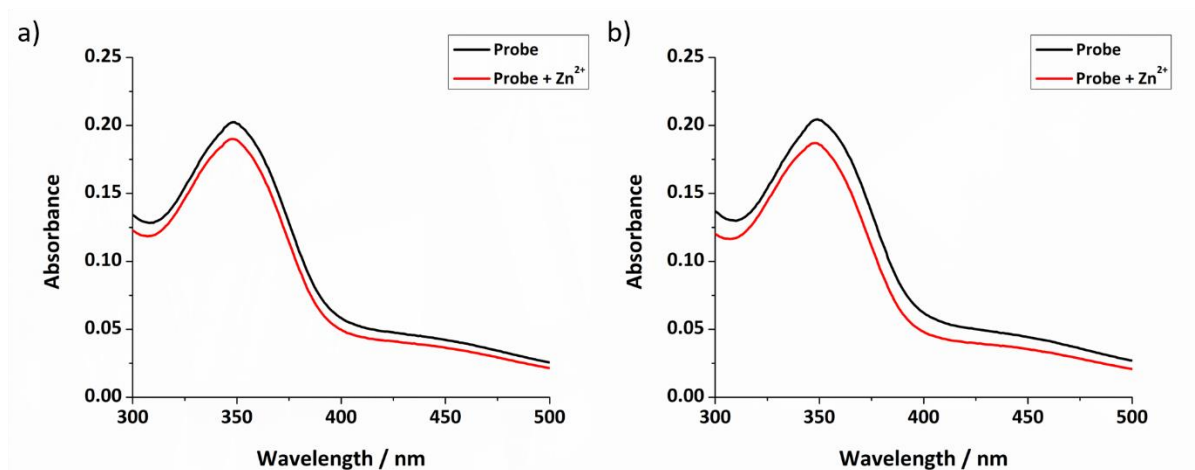 a)
Probe
Probe + Zn²⁺
0.25
0.20
0.15
0.10
0.05
0.00
Absorbance
300 350 400 450 500
Wavelength / nm
b)
Probe
Probe + Zn²⁺
0.25
0.20
0.15
0.10
0.05
0.00
Absorbance
300 350 400 450 500
Wavelength / nm